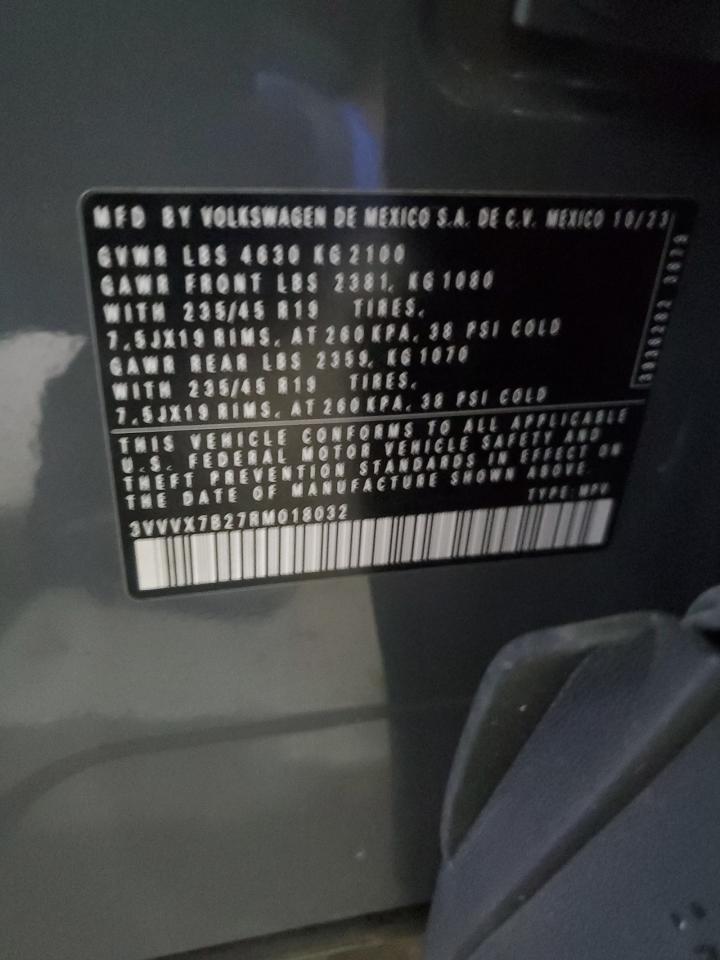 MFD BY VOLKSWAGEN DE MEXICO S.A. DE C.V. MEXICO 10/23
GVWR LBS 4630 KG 2100
GAWR FRONT LBS 2381, KG 1080
WITH 235/45 R19 TIRES,
7.5JX19 RIMS, AT 260 KPA, 38 PSI COLD
GAWR REAR LBS 2359, KG 1070
WITH 235/45 R19 TIRES,
7.5JX19 RIMS, AT 260 KPA, 38 PSI COLD
THIS VEHICLE CONFORMS TO ALL APPLICABLE
U.S. FEDERAL MOTOR VEHICLE SAFETY AND
THEFT PREVENTION STANDARDS IN EFFECT ON
THE DATE OF MANUFACTURE SHOWN ABOVE.
TYPE: MPV
3VVVX7B27RM018032